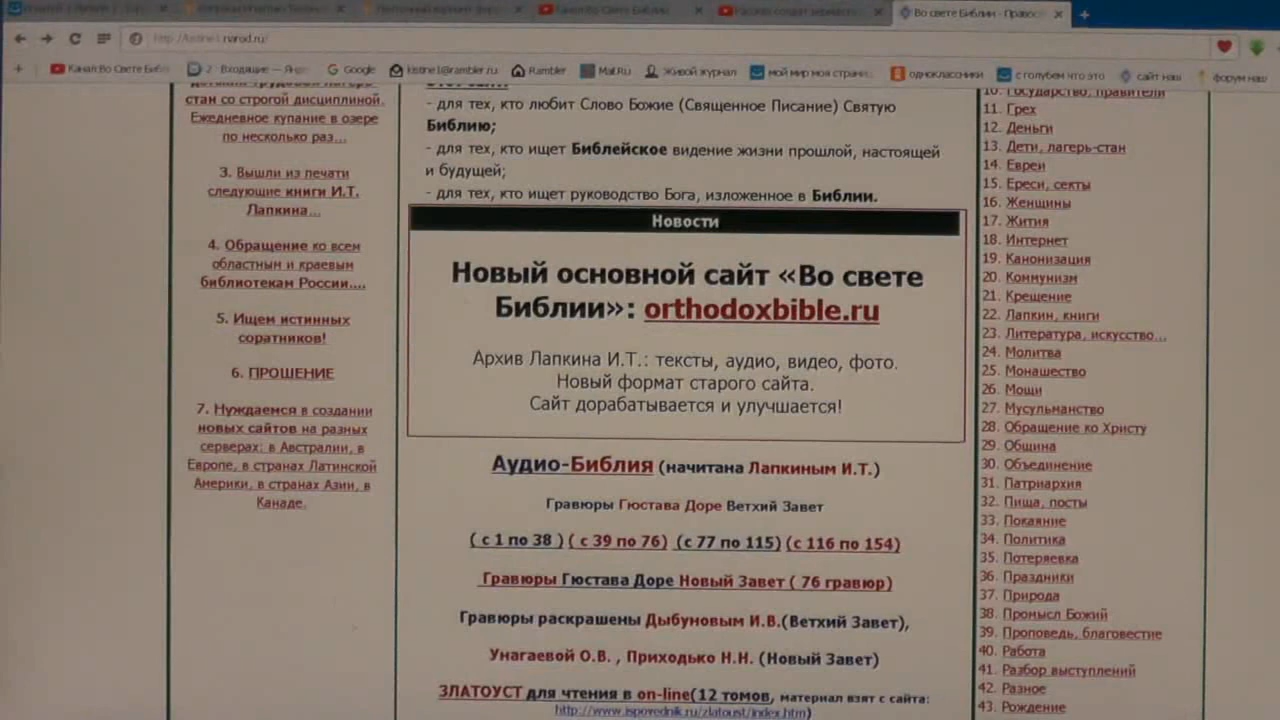 Канал Во Свете Библии
Во свете Библии - Правосл
http://kistine1.narod.ru/
Канал Во Свете Библ
2 · Входящие — Янд
Google
kistine1@rambler.ru
Rambler
Mail.Ru
живой журнал
мой мир моя страни
одноклассники
с голубем что это
сайт наш
форум наш
стан со строгой дисциплиной.
Ежедневное купание в озере
по несколько раз...
3. Вышли из печати
следующие книги И.Т.
Лапкина...
4. Обращение ко всем
областным и краевым
библиотекам России....
5. Ищем истинных
соратников!
6. ПРОШЕНИЕ
7. Нуждаемся в создании
новых сайтов на разных
серверах: в Австралии, в
Европе, в странах Латинской
Америки, в странах Азии, в
Канаде.
- для тех, кто любит Слово Божие (Священное Писание) Святую
Библию;
- для тех, кто ищет Библейское видение жизни прошлой, настоящей
и будущей;
- для тех, кто ищет руководство Бога, изложенное в Библии.
Новости
Новый основной сайт «Во свете
Библии»: orthodoxbible.ru
Архив Лапкина И.Т.: тексты, аудио, видео, фото.
Новый формат старого сайта.
Сайт дорабатывается и улучшается!
Аудио-Библия (начитана Лапкиным И.Т.)
Гравюры Гюстава Доре Ветхий Завет
( с 1 по 38 ) ( с 39 по 76) (с 77 по 115) (с 116 по 154)
Гравюры Гюстава Доре Новый Завет ( 76 гравюр)
Гравюры раскрашены Дыбуновым И.В.(Ветхий Завет),
Унагаевой О.В. , Приходько Н.Н. (Новый Завет)
ЗЛАТОУСТ для чтения в on-line(12 томов, материал взят с сайта:
http://www.ispovednik.ru/zlatoust/index.htm)
10. Государство, правители
11. Грех
12. Деньги
13. Дети, лагерь-стан
14. Евреи
15. Ереси, секты
16. Женщины
17. Жития
18. Интернет
19. Канонизация
20. Коммунизм
21. Крещение
22. Лапкин, книги
23. Литература, искусство...
24. Молитва
25. Монашество
26. Мощи
27. Мусульманство
28. Обращение ко Христу
29. Община
30. Объединение
31. Патриархия
32. Пища, посты
33. Покаяние
34. Политика
35. Потеряевка
36. Праздники
37. Природа
38. Промысл Божий
39. Проповедь, благовестие
40. Работа
41. Разбор выступлений
42. Разное
43. Рождение